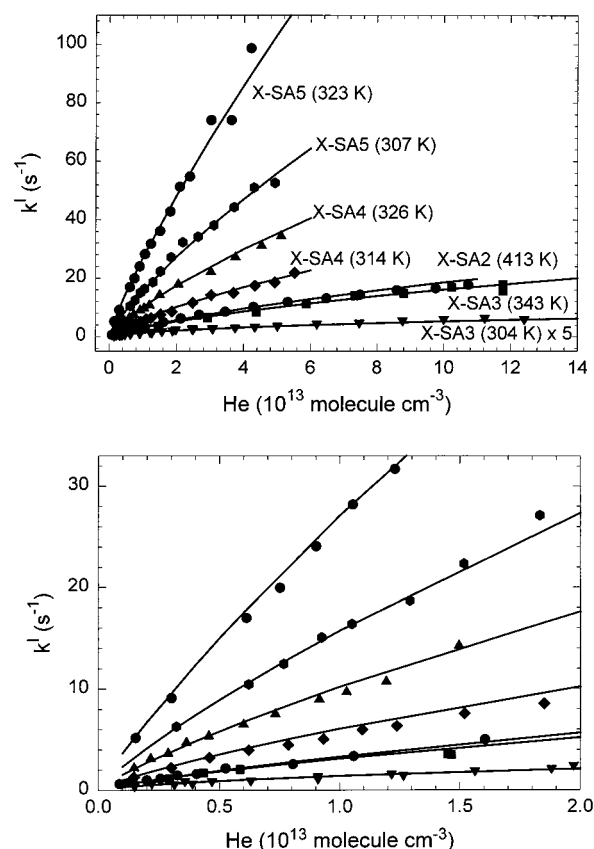 100
80
60
40
20
0
k^I (s^-1)
X-SA5 (323 K)
X-SA5 (307 K)
X-SA4 (326 K)
X-SA4 (314 K)
X-SA2 (413 K)
X-SA3 (343 K)
X-SA3 (304 K) x 5
0 2 4 6 8 10 12 14
He (10^13 molecule cm^-3)
30
20
10
0
k^I (s^-1)
0.0 0.5 1.0 1.5 2.0
He (10^13 molecule cm^-3)